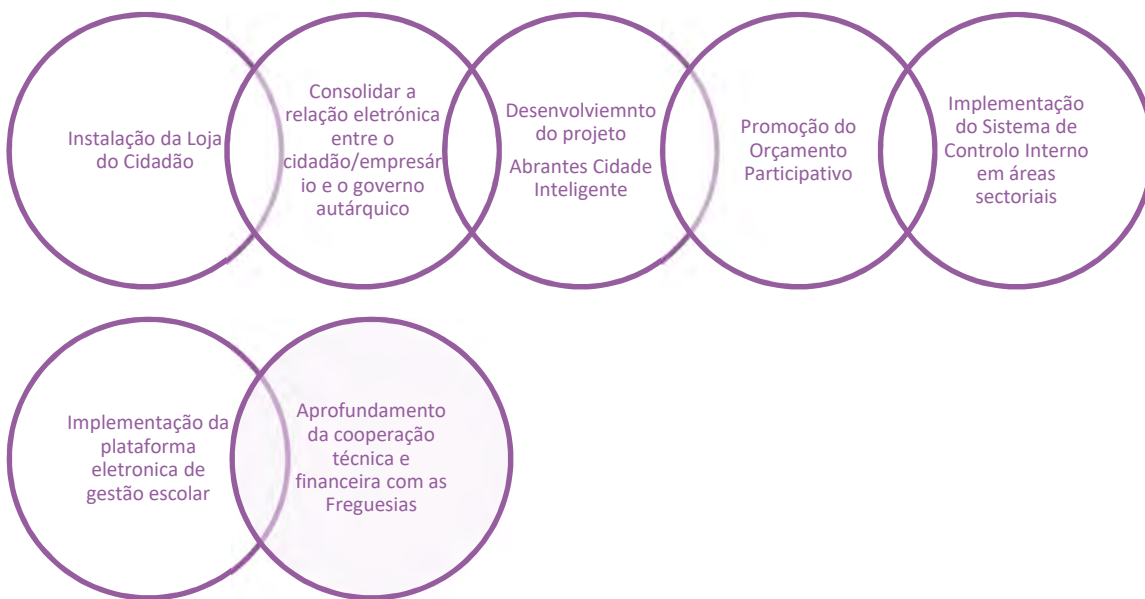 Instalação da Loja
do Cidadão
Consolidar a
relação eletrónica
entre o
cidadão/empresár
io e o governo
autárquico
Desenvolviemnto
do projeto
Abrantes Cidade
Inteligente
Promoção do
Orçamento
Participativo
Implementação
do Sistema de
Controlo Interno
em áreas
sectoriais
Implementação da
plataforma
eletronica de
gestão escolar
Aprofundamento
da cooperação
técnica e
financeira com as
Freguesias